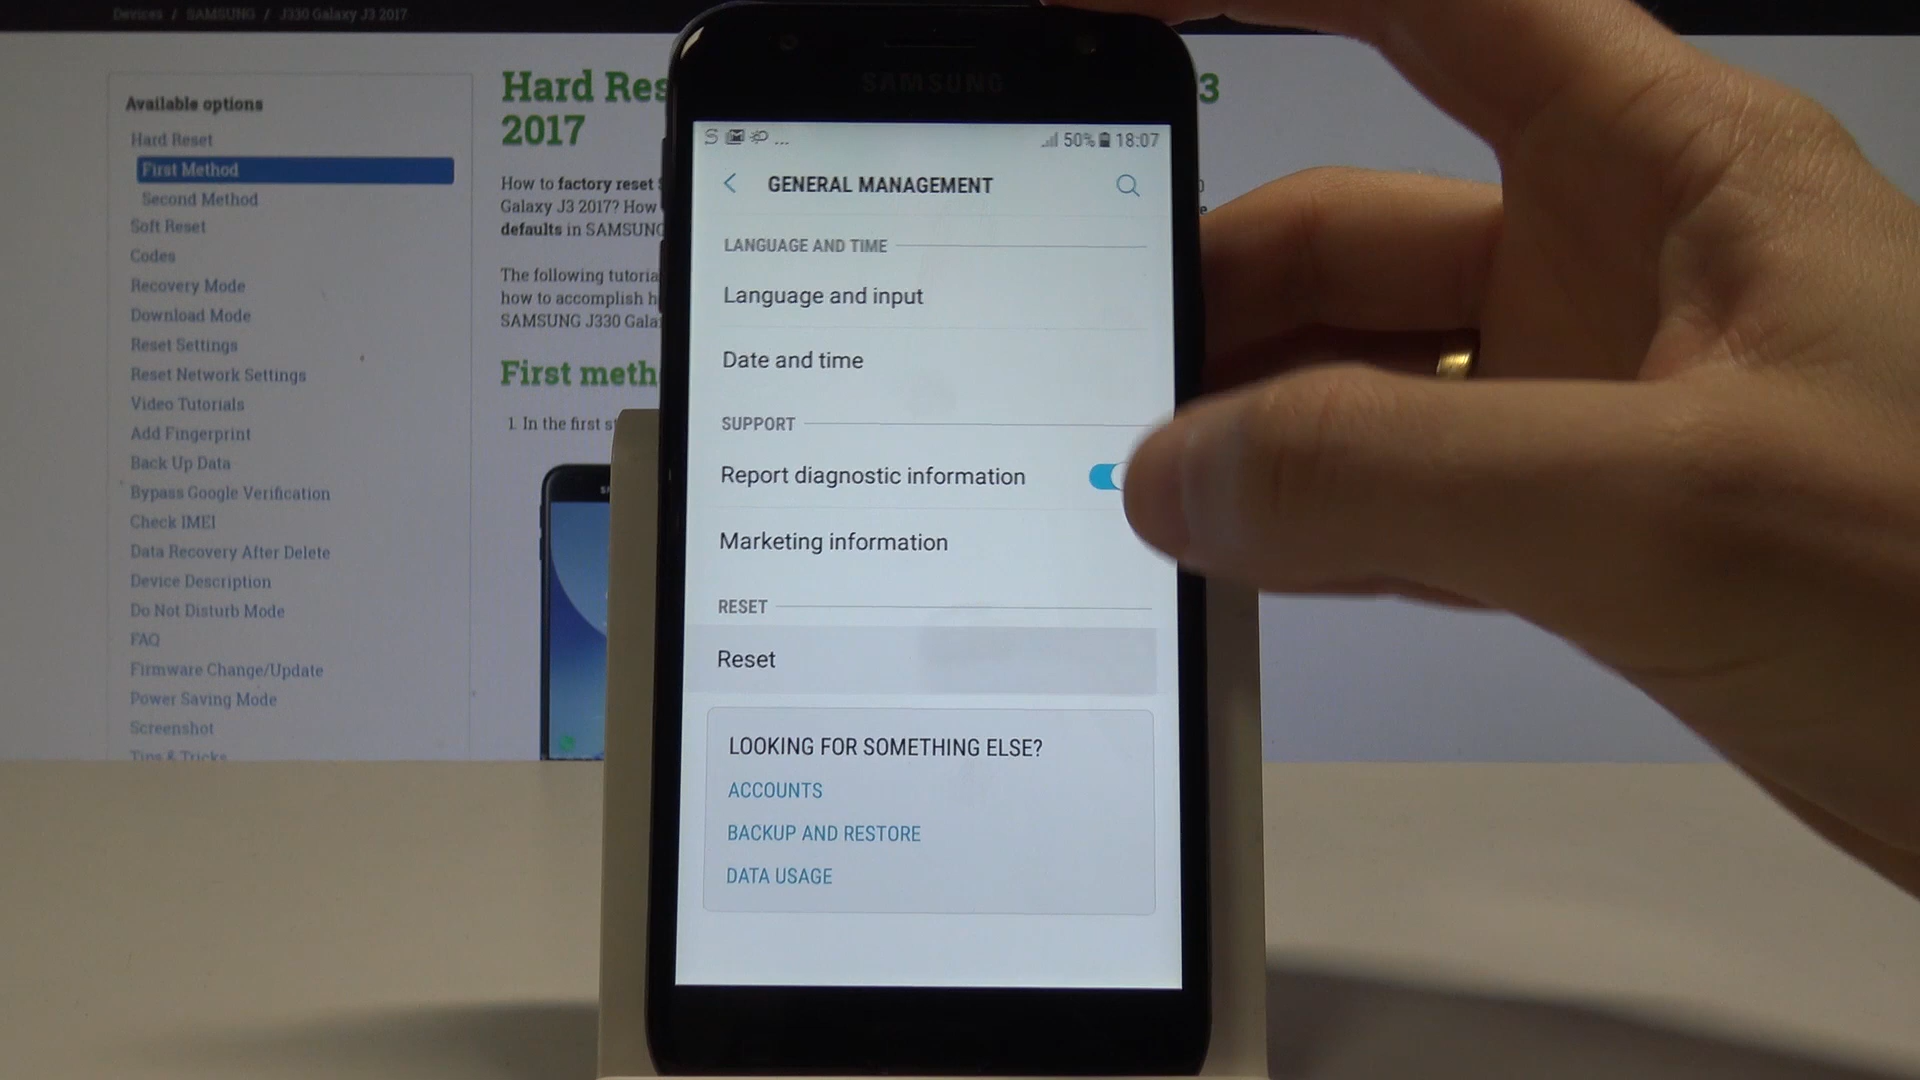 Devices / SAMSUNG / J330 Galaxy J3 2017
Available options
Hard Reset
First Method
Second Method
Soft Reset
Codes
Recovery Mode
Download Mode
Reset Settings
Reset Network Settings
Video Tutorials
Add Fingerprint
Back Up Data
Bypass Google Verification
Check IMEI
Data Recovery After Delete
Device Description
Do Not Disturb Mode
FAQ
Firmware Change/Update
Power Saving Mode
Screenshot
Tips & Tricks
Hard Res 3
2017
How to factory reset
Galaxy J3 2017? How
defaults in SAMSUNG
The following tutoria
how to accomplish h
SAMSUNG J330 Gala
First meth
1. In the first s
SAMSUNG
50% 18:07
GENERAL MANAGEMENT
LANGUAGE AND TIME
Language and input
Date and time
SUPPORT
Report diagnostic information
Marketing information
RESET
Reset
LOOKING FOR SOMETHING ELSE?
ACCOUNTS
BACKUP AND RESTORE
DATA USAGE